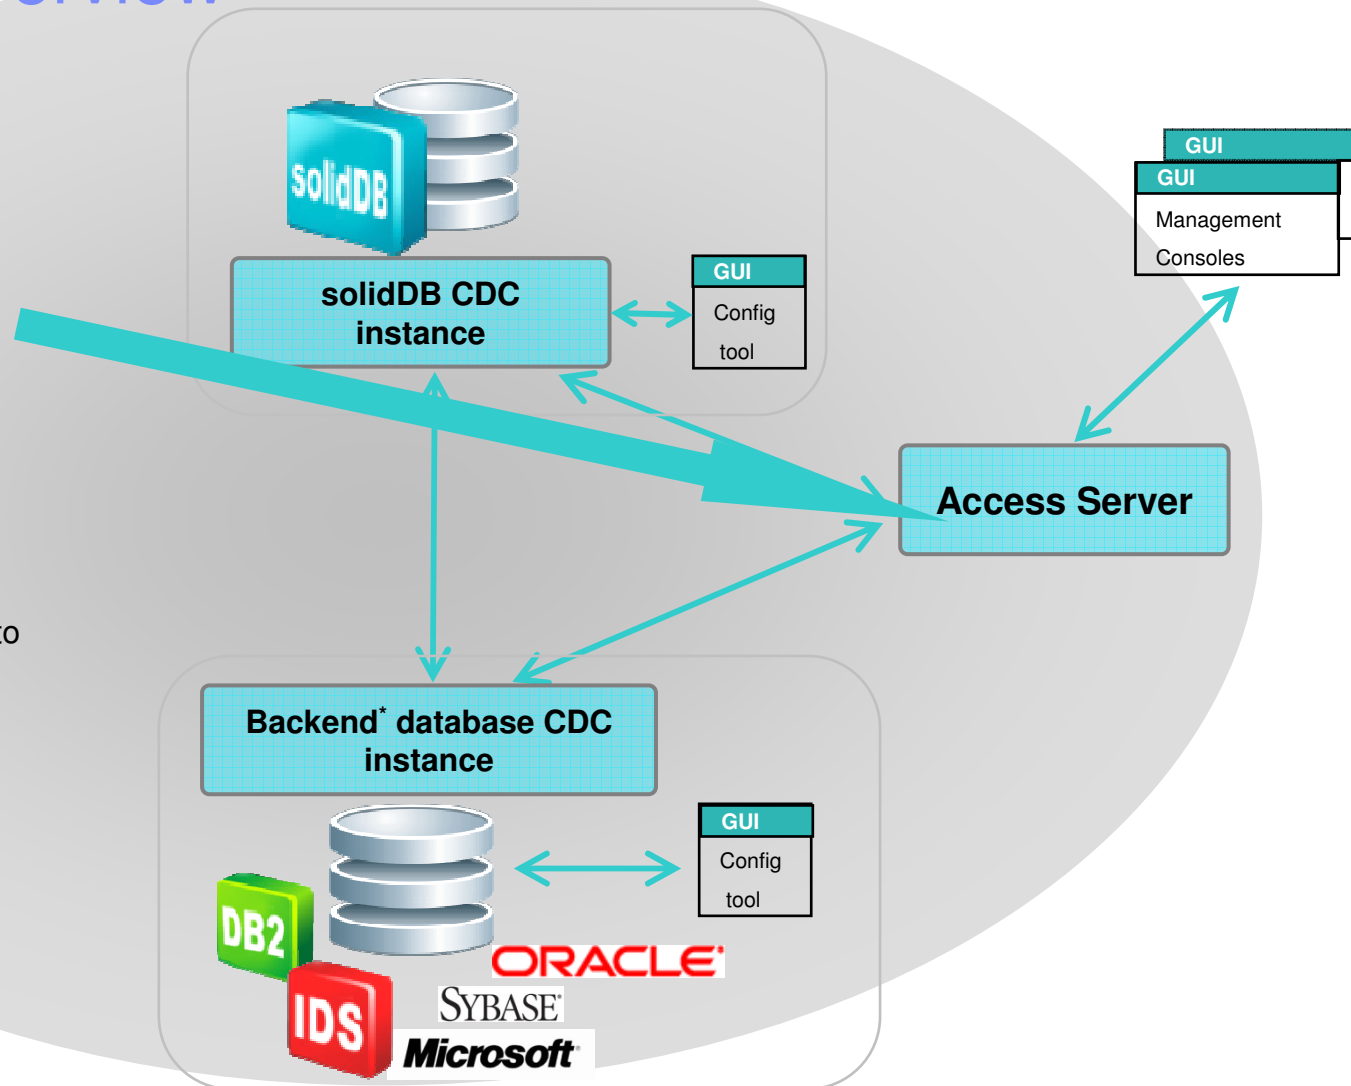 solidDB
GUI
GUI
Management
Consoles
solidDB CDC
instance
GUI
Config
tool
Access Server
to
Backend* database CDC
instance
GUI
Config
tool
DB2
IDS
ORACLE
SYBASE
Microsoft